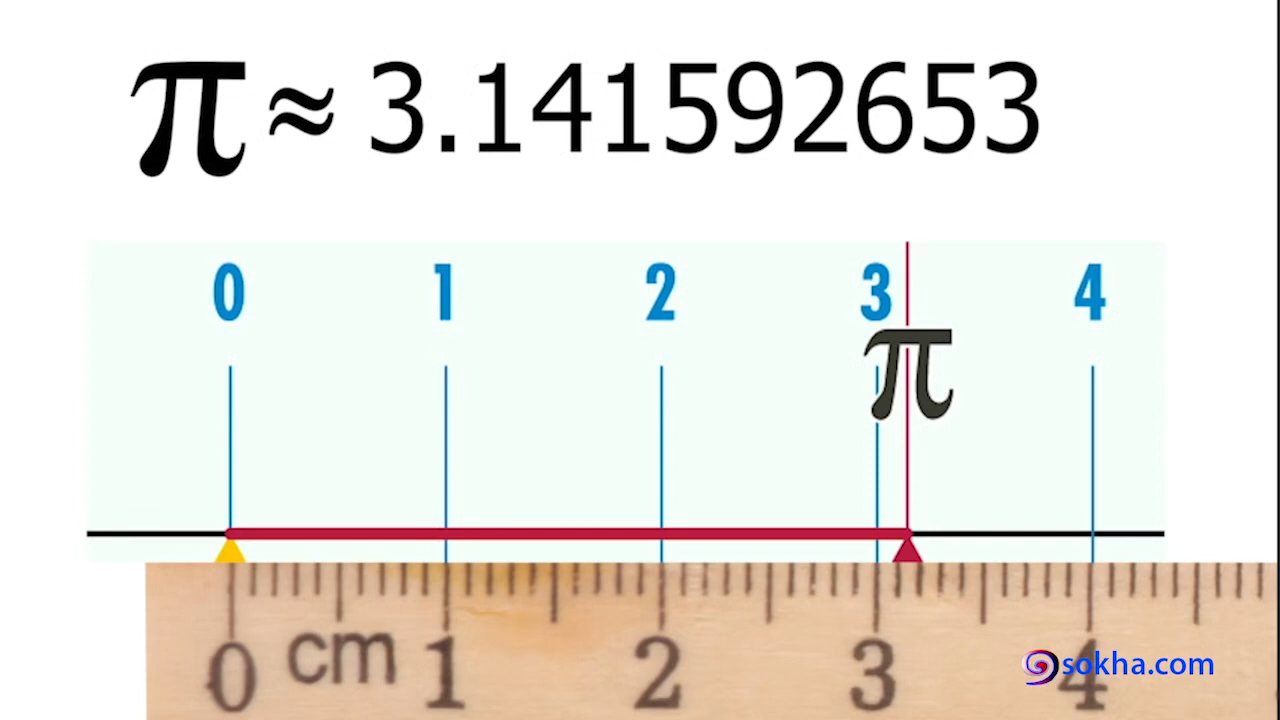 π ≈ 3.141592653
0 1 2 3 4
π
0 cm 1 2 3 4
sokha.com